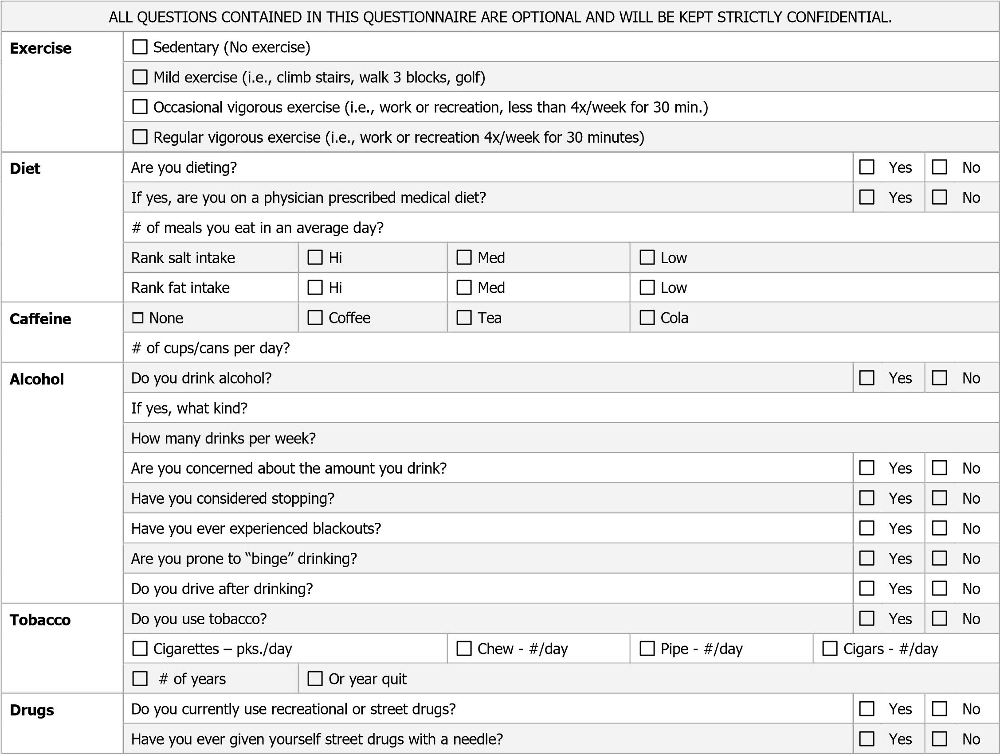 ALL QUESTIONS CONTAINED IN THIS QUESTIONNAIRE ARE OPTIONAL AND WILL BE KEPT STRICTLY CONFIDENTIAL.
Exercise ☐ Sedentary (No exercise)
☐ Mild exercise (i.e., climb stairs, walk 3 blocks, golf)
☐ Occasional vigorous exercise (i.e., work or recreation, less than 4x/week for 30 min.)
☐ Regular vigorous exercise (i.e., work or recreation 4x/week for 30 minutes)
Diet Are you dieting? ☐ Yes ☐ No
If yes, are you on a physician prescribed medical diet? ☐ Yes ☐ No
# of meals you eat in an average day?
Rank salt intake ☐ Hi ☐ Med ☐ Low
Rank fat intake ☐ Hi ☐ Med ☐ Low
Caffeine ☐ None ☐ Coffee ☐ Tea ☐ Cola
# of cups/cans per day?
Alcohol Do you drink alcohol? ☐ Yes ☐ No
If yes, what kind?
How many drinks per week?
Are you concerned about the amount you drink? ☐ Yes ☐ No
Have you considered stopping? ☐ Yes ☐ No
Have you ever experienced blackouts? ☐ Yes ☐ No
Are you prone to “binge” drinking? ☐ Yes ☐ No
Do you drive after drinking? ☐ Yes ☐ No
Tobacco Do you use tobacco? ☐ Yes ☐ No
☐ Cigarettes – pks./day ☐ Chew - #/day ☐ Pipe - #/day ☐ Cigars - #/day
☐ # of years ☐ Or year quit
Drugs Do you currently use recreational or street drugs? ☐ Yes ☐ No
Have you ever given yourself street drugs with a needle? ☐ Yes ☐ No